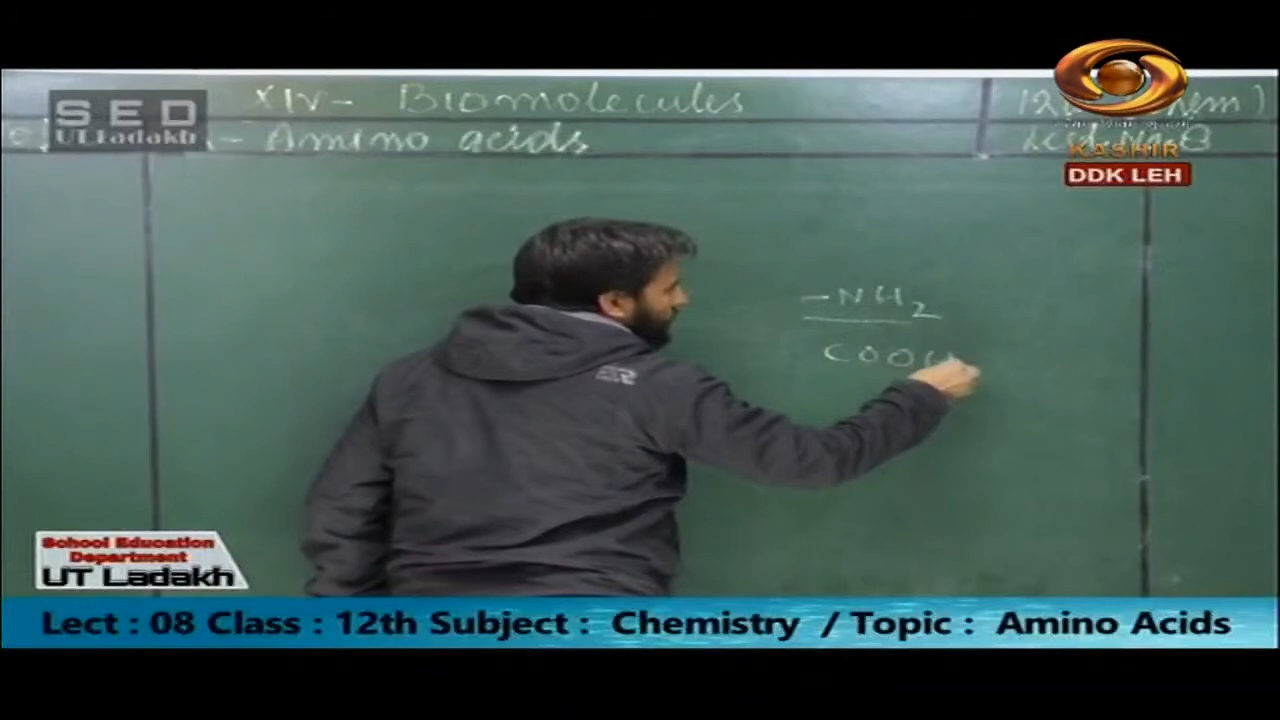 SED
UT Ladakh
XIV- Biomolecules
- Amino acids
KASHIR
DDK LEH
-NH2
COOH
School Education
Department
UT Ladakh
Lect : 08 Class : 12th Subject : Chemistry / Topic : Amino Acids